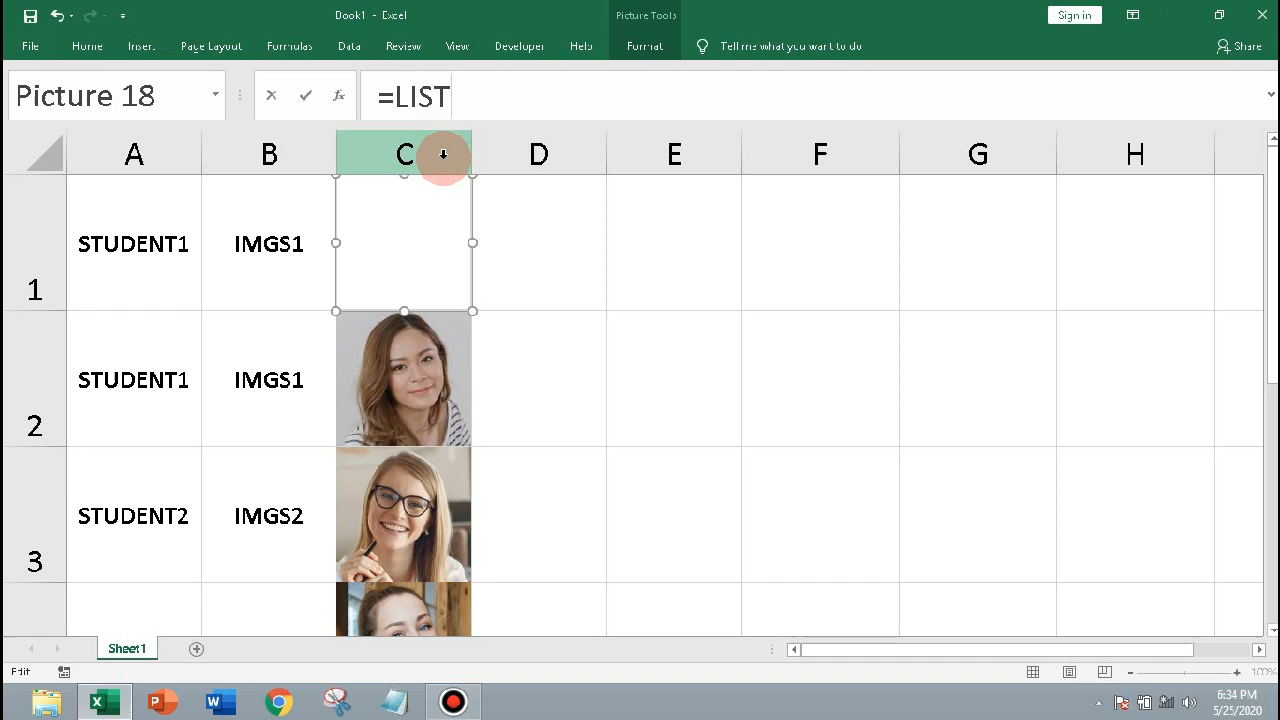 Book1 - Excel
Picture Tools
Sign in
File Home Insert Page Layout Formulas Data Review View Developer Help Format Tell me what you want to do Share
Picture 18 fx =LIST
A B C D E F G H
STUDENT1 IMGS1
1
STUDENT1 IMGS1
2
STUDENT2 IMGS2
3
Sheet1
Edit 100%
6:34 PM
5/25/2020